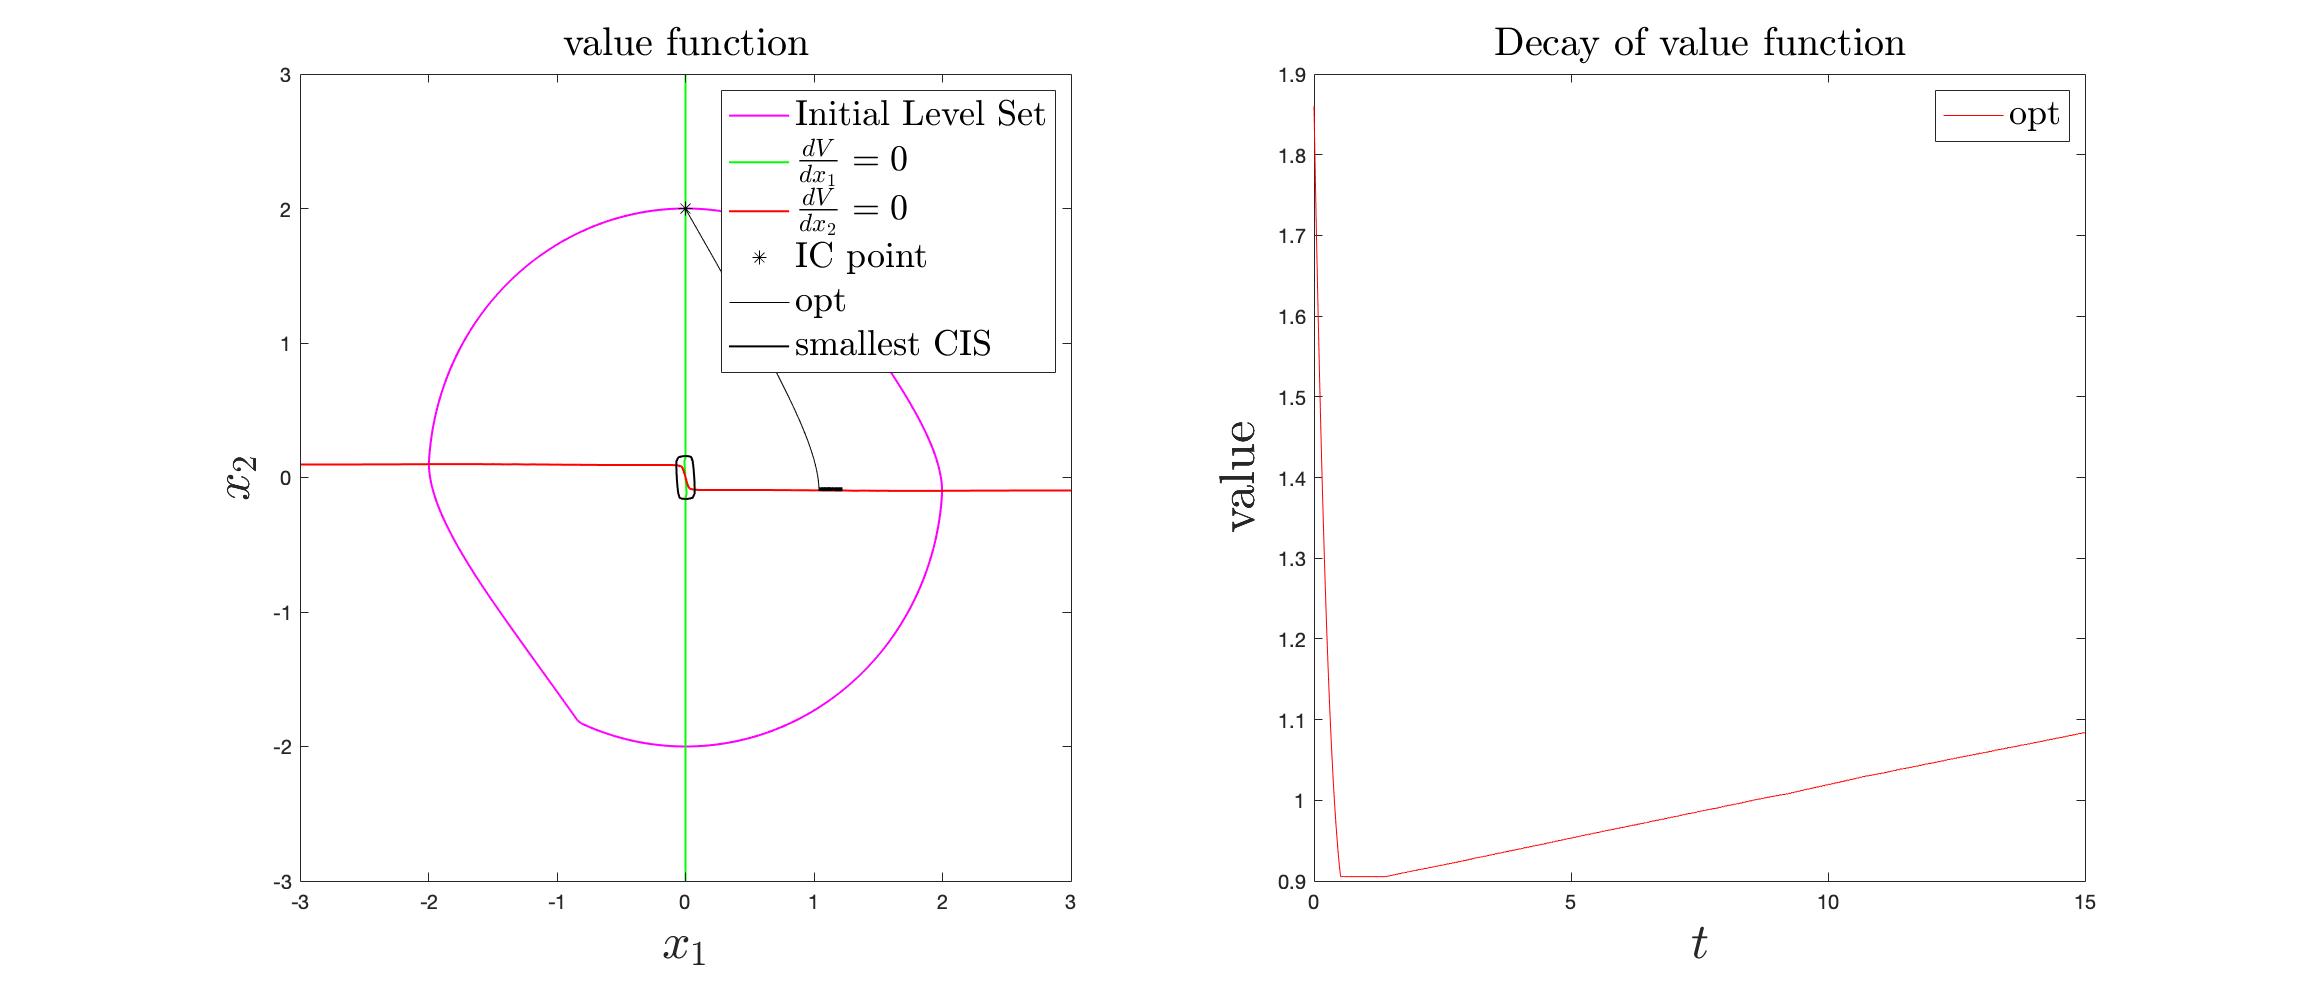 value function
3
2
1
0
-1
-2
-3
-3
-2
-1
0
1
2
3
x₂
x₁
Initial Level Set
dV/dx₁ = 0
dV/dx₂ = 0
IC point
opt
smallest CIS
Decay of value function
1.9
1.8
1.7
1.6
1.5
1.4
1.3
1.2
1.1
1
0.9
0
5
10
15
value
t
opt